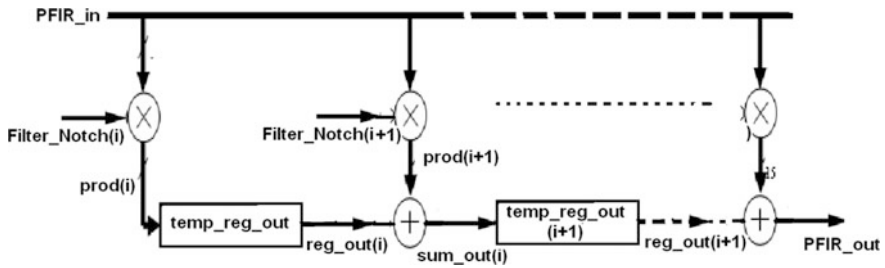 PFIR_in
Filter_Notch(i)
Filter_Notch(i+1)
prod(i)
prod(i+1)
temp_reg_out
reg_out(i)
sum_out(i)
temp_reg_out
(i+1)
reg_out(i+1)
PFIR_out